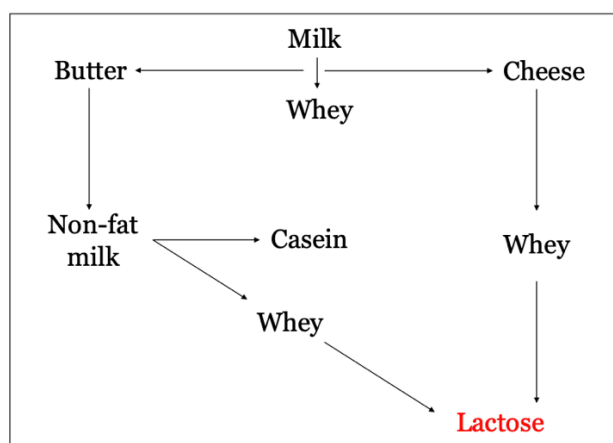 Milk
Butter
Cheese
Whey
Non-fat
milk
Casein
Whey
Whey
Lactose